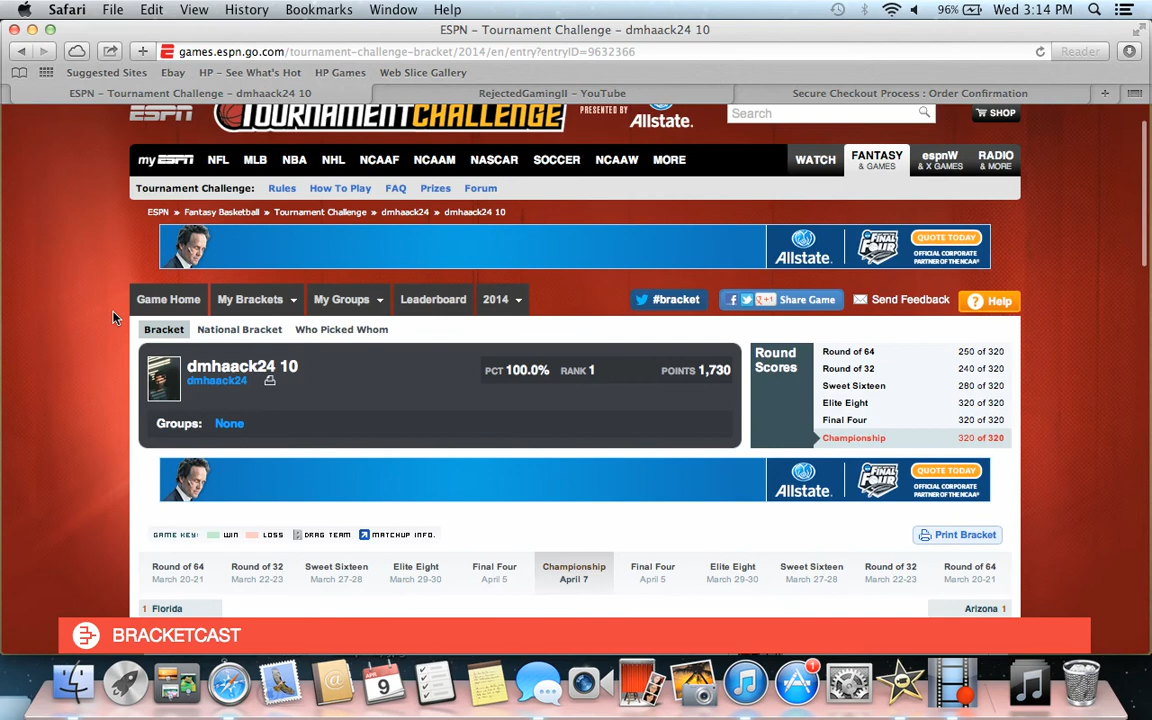 Safari File Edit View History Bookmarks Window Help 96% Wed 3:14 PM
ESPN - Tournament Challenge - dmhaack24 10
games.espn.go.com/tournament-challenge-bracket/2014/en/entry?entryID=9632366 Reader
Suggested Sites Ebay HP - See What's Hot HP Games Web Slice Gallery
ESPN - Tournament Challenge - dmhaack24 10 RejectedGamingII - YouTube Secure Checkout Process : Order Confirmation
ESPN TOURNAMENT CHALLENGE PRESENTED BY Allstate. Search SHOP
my ESPN NFL MLB NBA NHL NCAAF NCAAM NASCAR SOCCER NCAAW MORE WATCH FANTASY & GAMES espnW & X GAMES RADIO & MORE
Tournament Challenge: Rules How To Play FAQ Prizes Forum
ESPN » Fantasy Basketball » Tournament Challenge » dmhaack24 » dmhaack24 10
Allstate. FINAL FOUR QUOTE TODAY
OFFICIAL CORPORATE
PARTNER OF THE NCAA
Game Home My Brackets My Groups Leaderboard 2014 #bracket Share Game Send Feedback Help
Bracket National Bracket Who Picked Whom
dmhaack24 10
dmhaack24
PCT 100.0% RANK 1 POINTS 1,730
Groups: None
Round Scores
Round of 64 250 of 320
Round of 32 240 of 320
Sweet Sixteen 280 of 320
Elite Eight 320 of 320
Final Four 320 of 320
Championship 320 of 320
Allstate. FINAL FOUR QUOTE TODAY
OFFICIAL CORPORATE
PARTNER OF THE NCAA
GAME KEY: WIN LOSS DRAG TEAM MATCHUP INFO. Print Bracket
Round of 64 Round of 32 Sweet Sixteen Elite Eight Final Four Championship Final Four Elite Eight Sweet Sixteen Round of 32 Round of 64
March 20-21 March 22-23 March 27-28 March 29-30 April 5 April 7 April 5 March 29-30 March 27-28 March 22-23 March 20-21
1 Florida Arizona 1
BRACKETCAST
APR
9
1